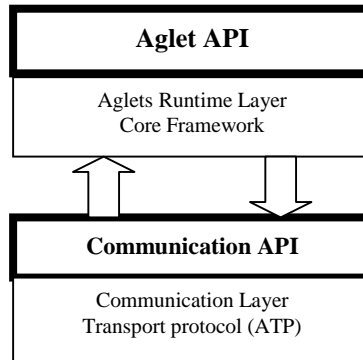 Aglet API
Aglets Runtime Layer
Core Framework
Communication API
Communication Layer
Transport protocol (ATP)